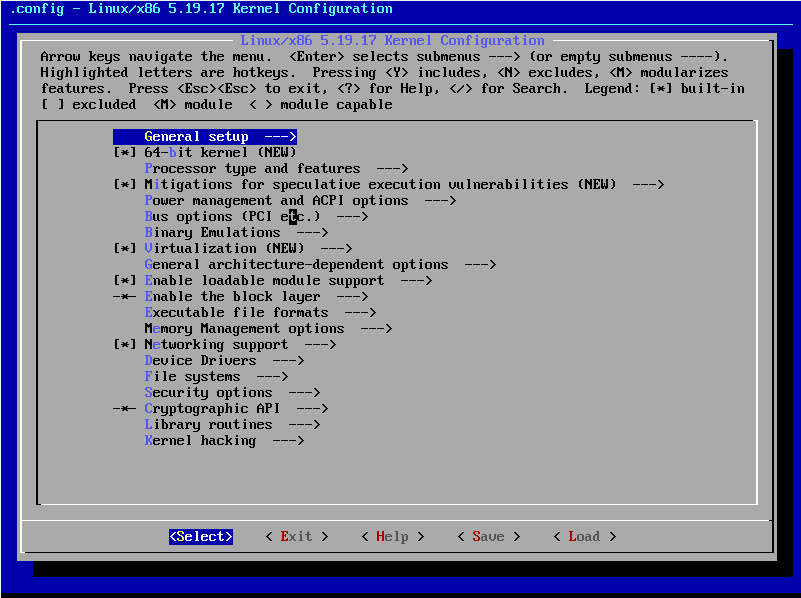 .config - Linux/x86 5.19.17 Kernel Configuration
Linux/x86 5.19.17 Kernel Configuration
Arrow keys navigate the menu.  <Enter> selects submenus ---> (or empty submenus ----).
Highlighted letters are hotkeys.  Pressing <Y> includes, <N> excludes, <M> modularizes
features.  Press <Esc><Esc> to exit, <?> for Help, </> for Search.  Legend: [*] built-in
[ ] excluded  <M> module  < > module capable
General setup  --->
[*] 64-bit kernel (NEW)
Processor type and features  --->
[*] Mitigations for speculative execution vulnerabilities (NEW)  --->
Power management and ACPI options  --->
Bus options (PCI etc.)  --->
Binary Emulations  --->
[*] Virtualization (NEW)  --->
General architecture-dependent options  --->
[*] Enable loadable module support  --->
-*- Enable the block layer  --->
Executable file formats  --->
Memory Management options  --->
[*] Networking support  --->
Device Drivers  --->
File systems  --->
Security options  --->
-*- Cryptographic API  --->
Library routines  --->
Kernel hacking  --->
<Select>    < Exit >    < Help >    < Save >    < Load >